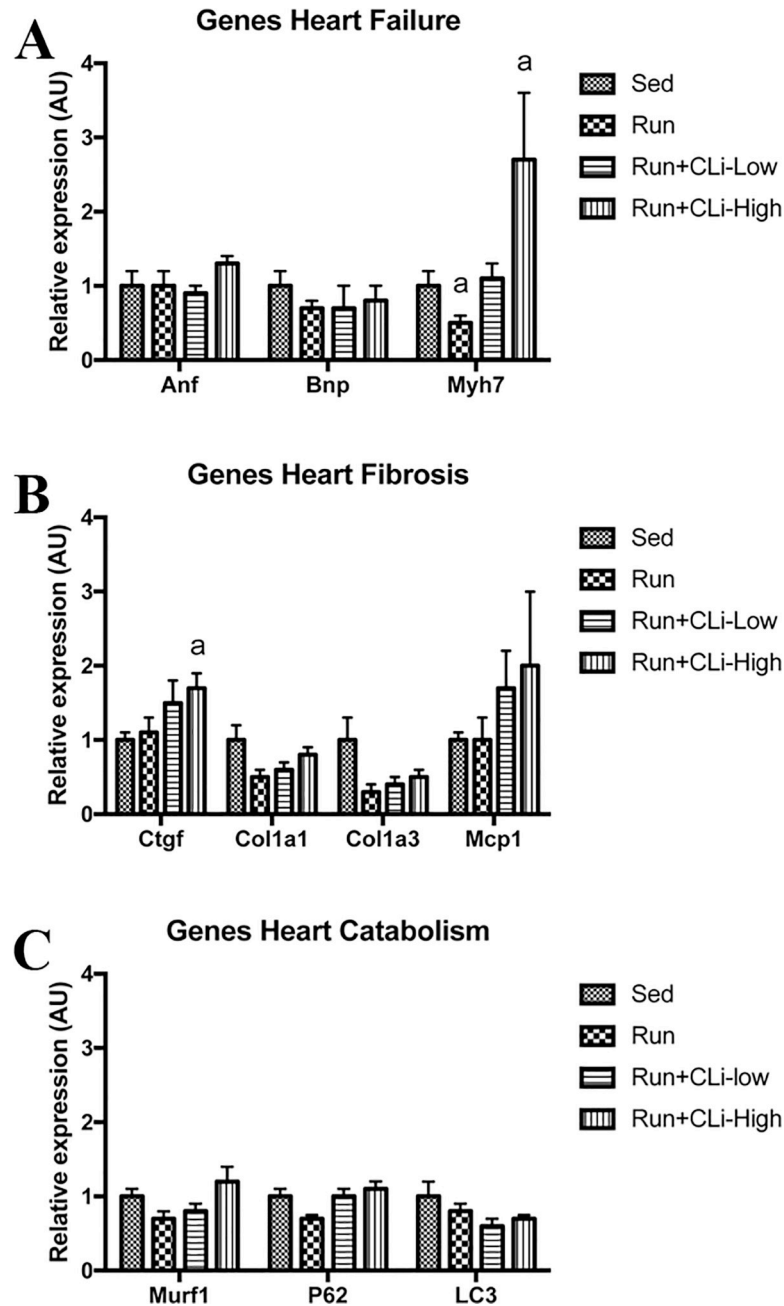 A
Genes Heart Failure
Relative expression (AU)
4
3
2
1
0
a
a
Anf
Bnp
Myh7
Sed
Run
Run+CLi-Low
Run+CLi-High
B
Genes Heart Fibrosis
Relative expression (AU)
4
3
2
1
0
a
Ctgf
Col1a1
Col1a3
Mcp1
Sed
Run
Run+CLi-Low
Run+CLi-High
C
Genes Heart Catabolism
Relative expression (AU)
4
3
2
1
0
Murf1
P62
LC3
Sed
Run
Run+CLi-low
Run+CLi-High